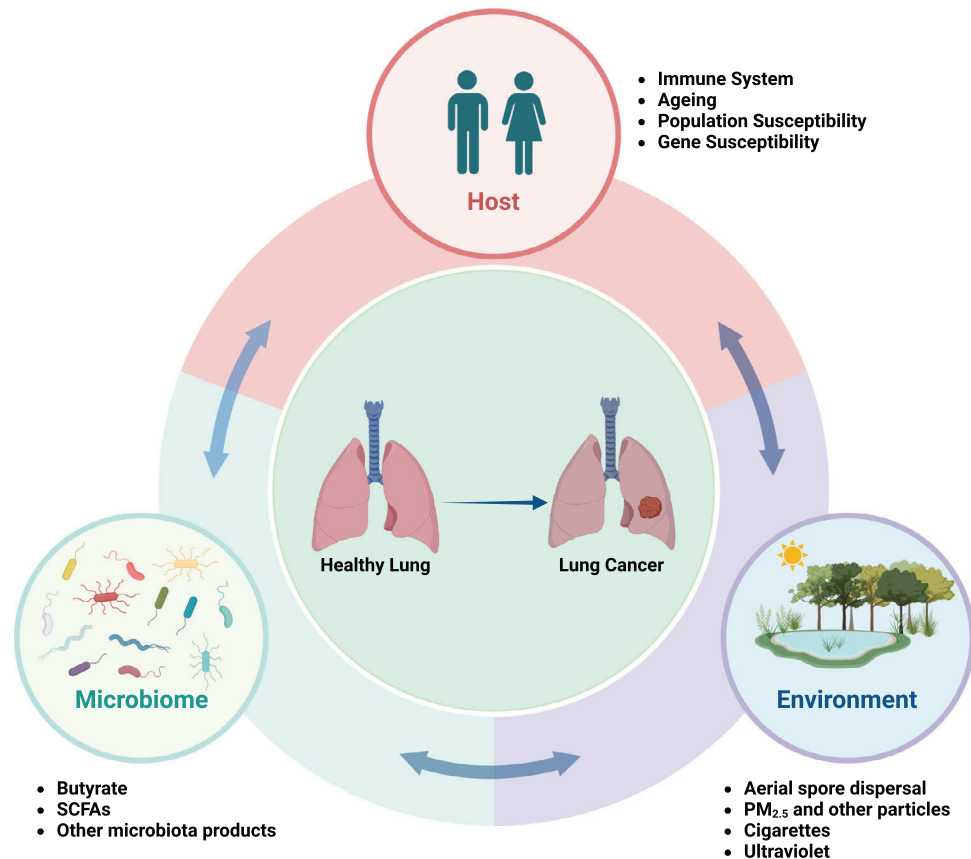 Host
• Immune System
• Ageing
• Population Susceptibility
• Gene Susceptibility
Healthy Lung
Lung Cancer
Microbiome
• Butyrate
• SCFAs
• Other microbiota products
Environment
• Aerial spore dispersal
• PM₂.₅ and other particles
• Cigarettes
• Ultraviolet